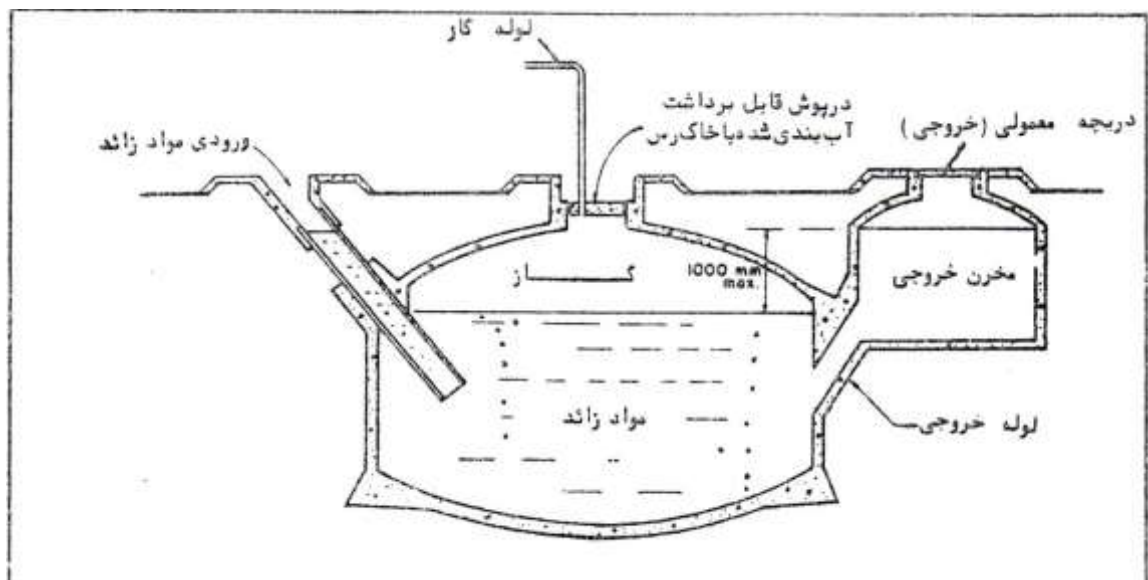 لوله گاز
درپوش قابل برداشت
آب بندی شده با خاک رس
دریچه معمولی (خروجی)
ورودی مواد زائد
گاز
1000 mm
max.
مخزن خروجی
مواد زائد
لوله خروجی